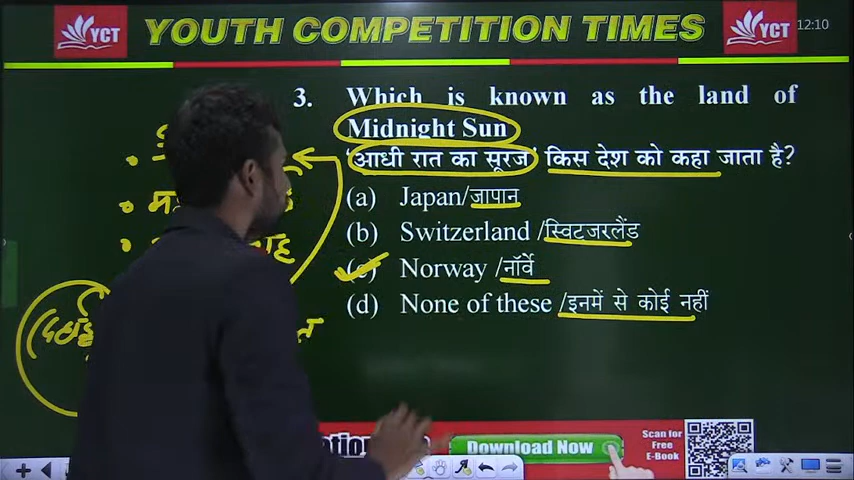 YCT
YOUTH COMPETITION TIMES
YCT
12:10
3. Which is known as the land of
Midnight Sun
'आधी रात का सूरज' किस देश को कहा जाता है?
(a) Japan/जापान
(b) Switzerland /स्विटजरलैंड
(c) Norway /नॉर्वे
(d) None of these /इनमें से कोई नहीं
Download Now
Scan for
Free
E-Book